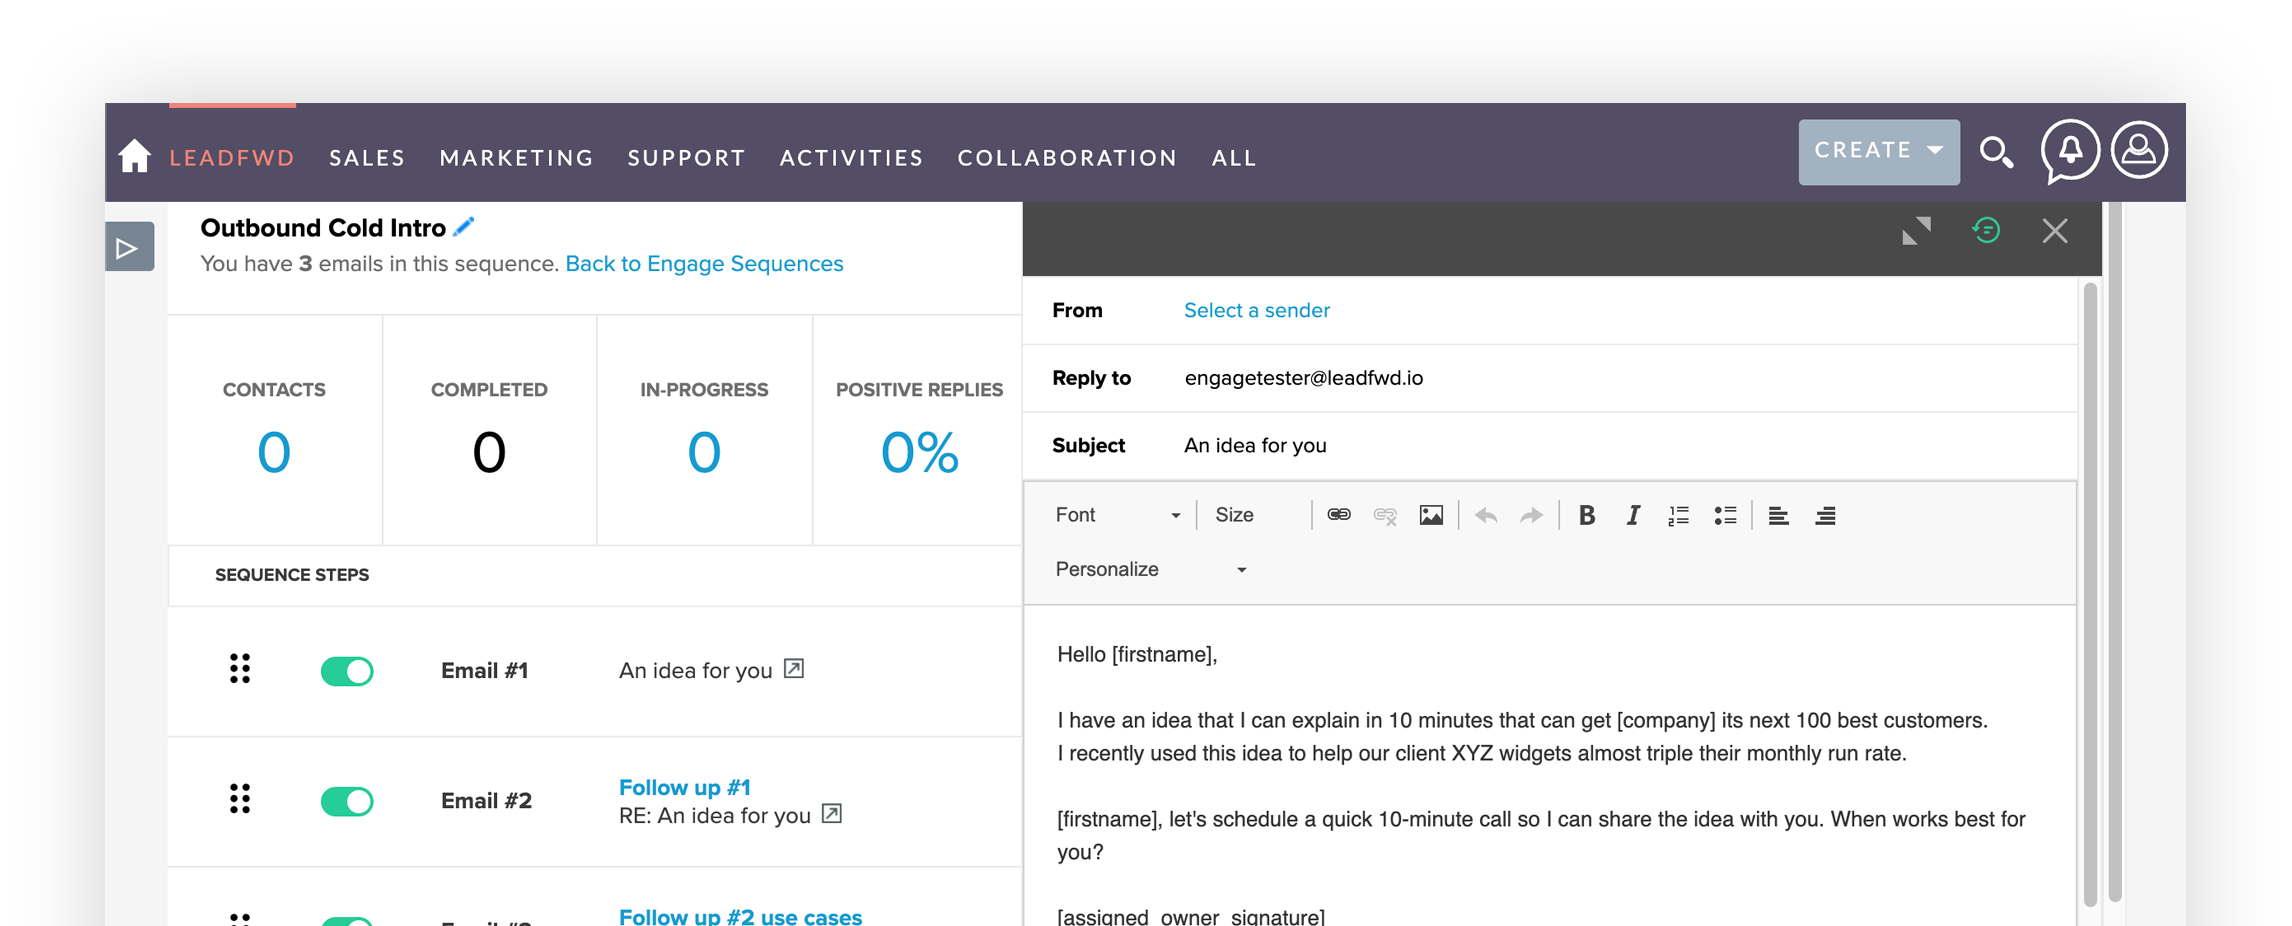 LEADFWD SALES MARKETING SUPPORT ACTIVITIES COLLABORATION ALL CREATE
Outbound Cold Intro
You have 3 emails in this sequence. Back to Engage Sequences
CONTACTS COMPLETED IN-PROGRESS POSITIVE REPLIES
0 0 0 0%
SEQUENCE STEPS
Email #1 An idea for you
Email #2 Follow up #1
RE: An idea for you
Follow up #2 use cases
From Select a sender
Reply to engagetester@leadfwd.io
Subject An idea for you
Font Size
Personalize
Hello [firstname],
I have an idea that I can explain in 10 minutes that can get [company] its next 100 best customers.
I recently used this idea to help our client XYZ widgets almost triple their monthly run rate.
[firstname], let's schedule a quick 10-minute call so I can share the idea with you. When works best for
you?
[assigned_owner_signature]